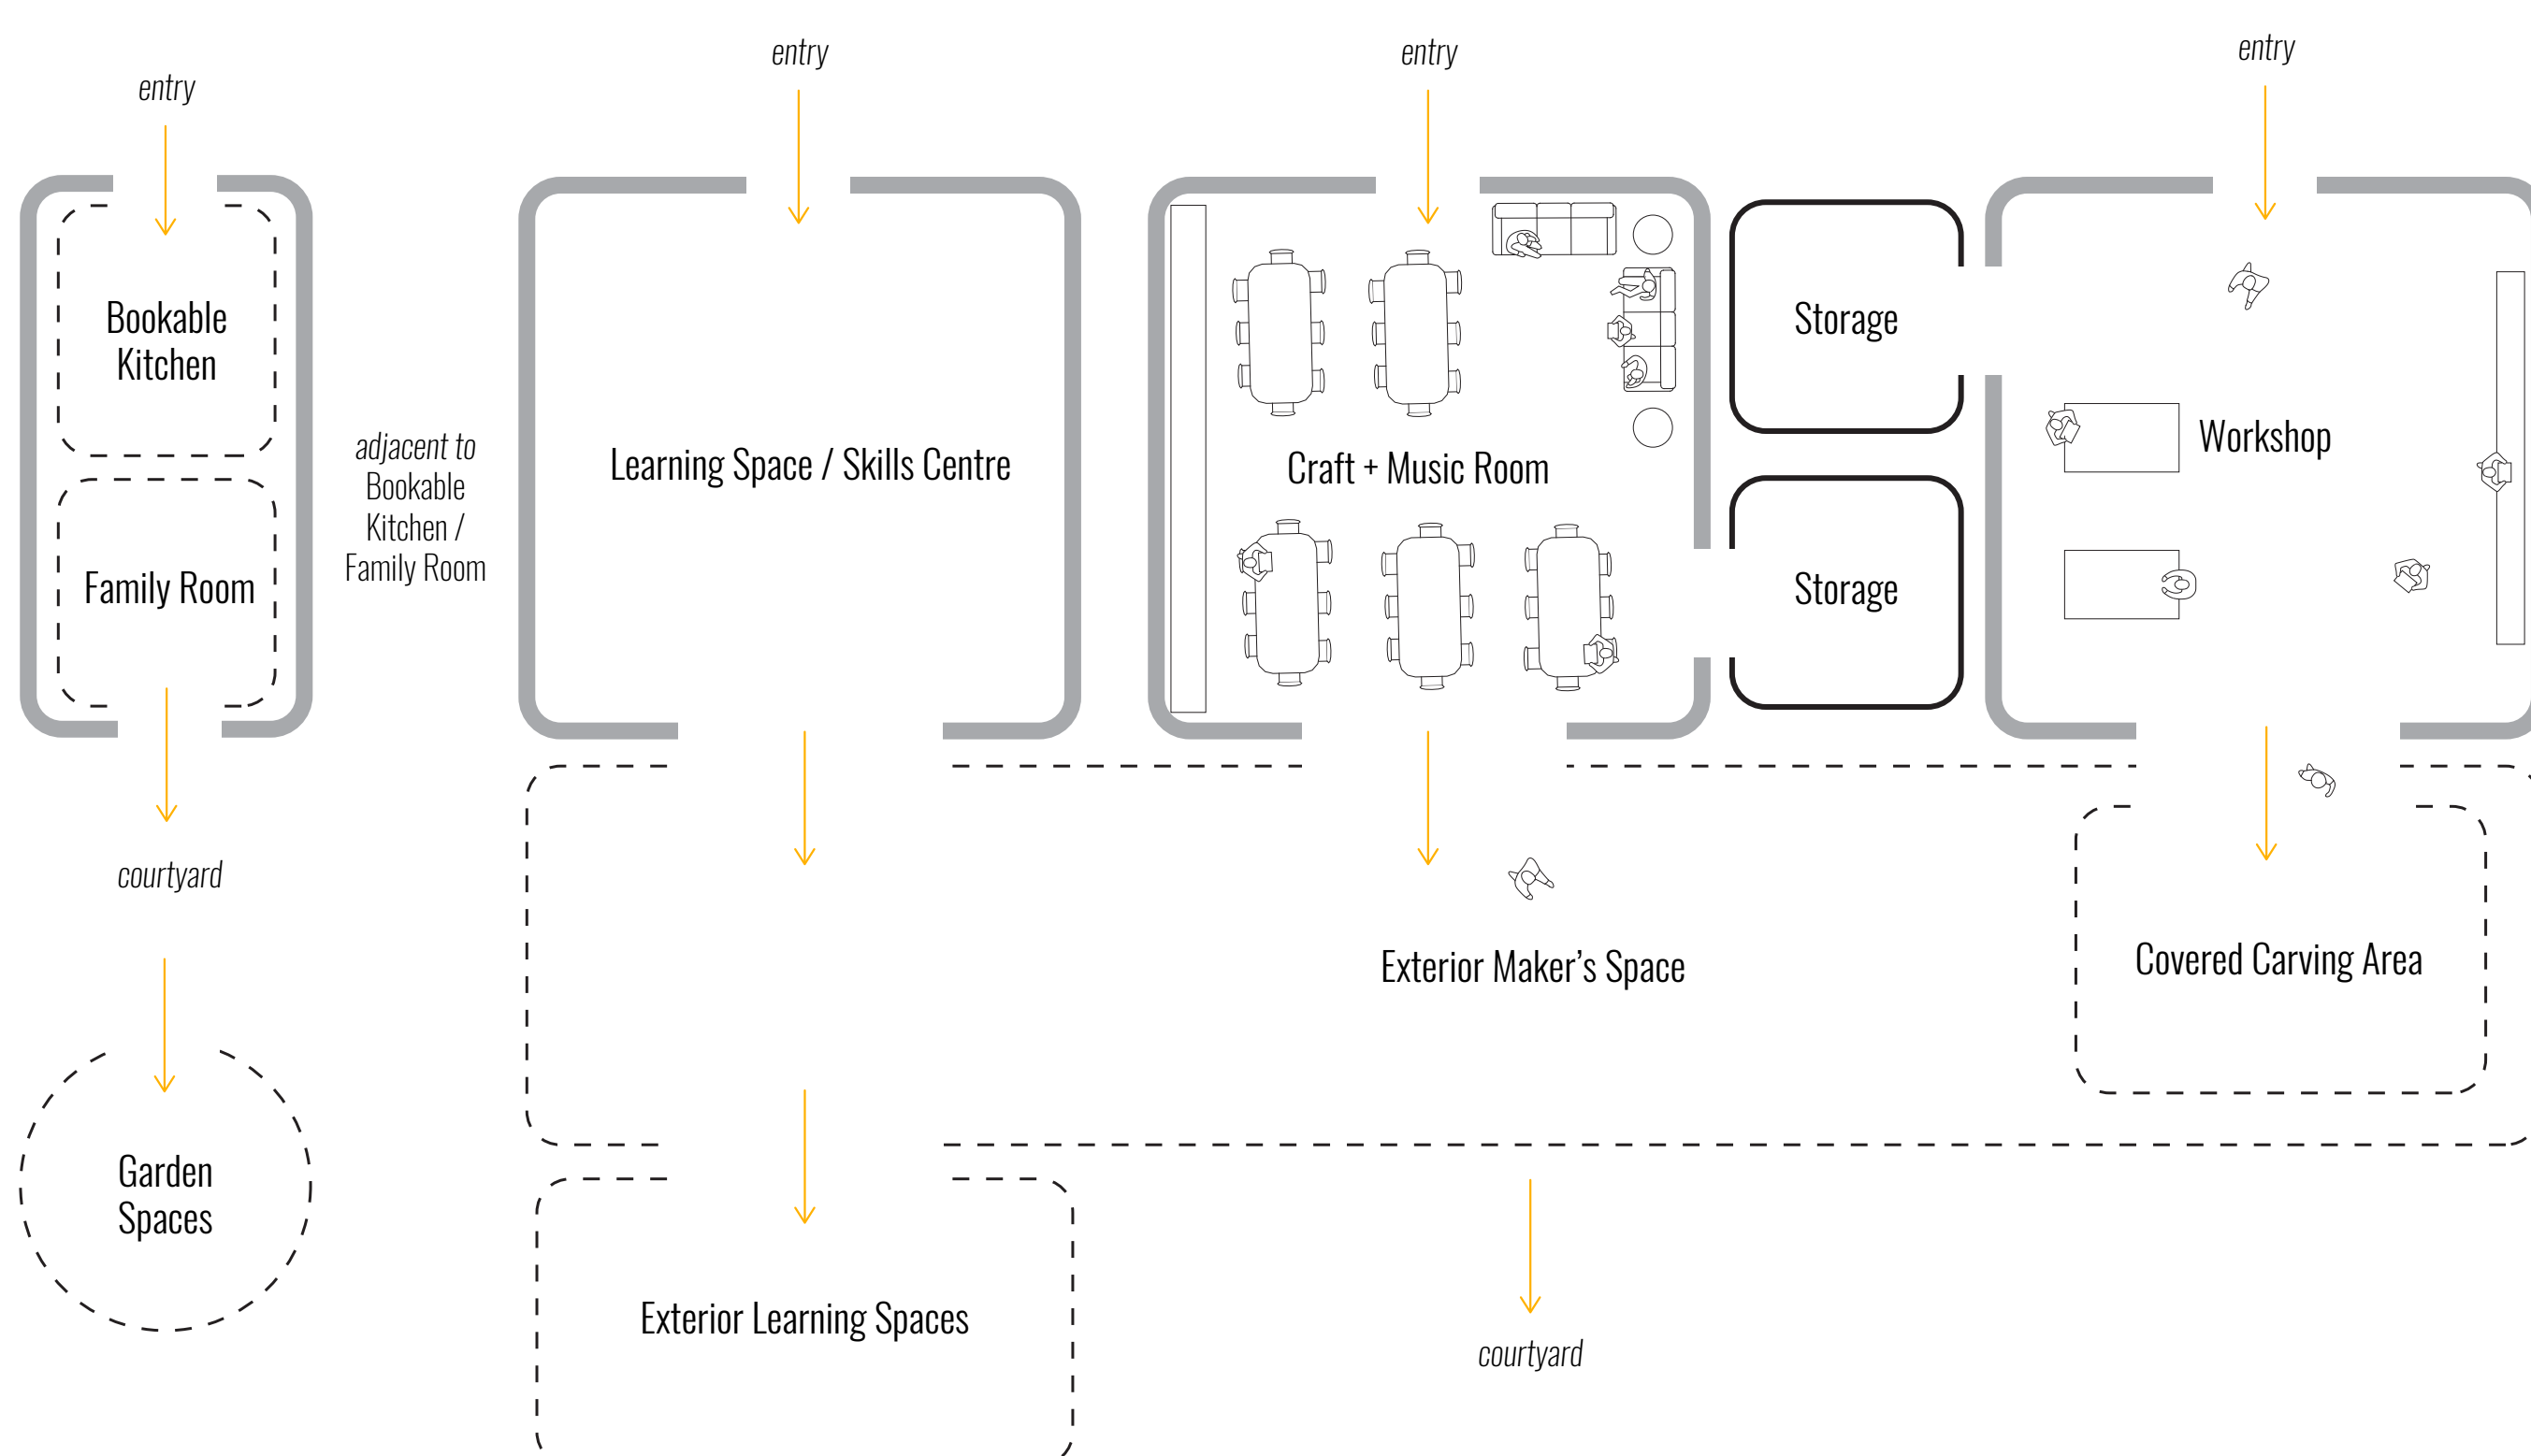 entry
entry
entry
entry
Bookable
Kitchen
Family Room
adjacent to
Bookable
Kitchen /
Family Room
Learning Space / Skills Centre
Craft + Music Room
Storage
Storage
Workshop
courtyard
Garden
Spaces
Exterior Maker’s Space
Covered Carving Area
Exterior Learning Spaces
courtyard